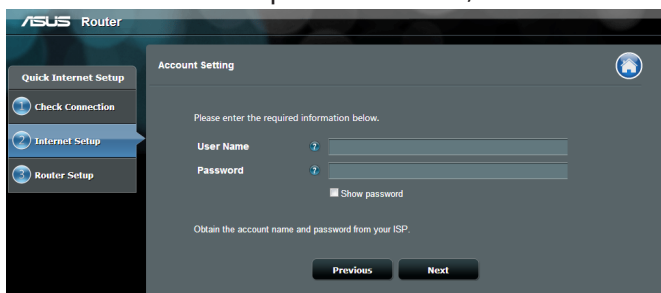 ASUS Router
Quick Internet Setup
1 Check Connection
2 Internet Setup
3 Router Setup
Account Setting
Please enter the required information below.
User Name ?
Password ?
Show password
Obtain the account name and password from your ISP.
Previous Next